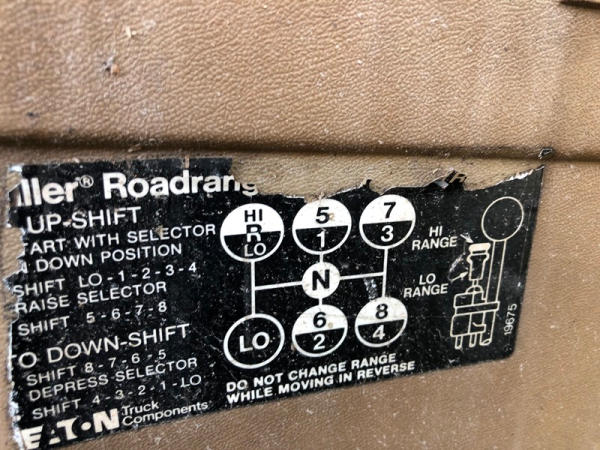 ller® Roadrang
UP-SHIFT
TART WITH SELECTOR
N DOWN POSITION
SHIFT LO-1-2-3-4
RAISE SELECTOR
SHIFT 5-6-7-8
O DOWN-SHIFT
SHIFT 8-7-6-5
DEPRESS SELECTOR
SHIFT 4-3-2-1-LO
EATON Truck
Components
HI
R
LO
5
1
7
3
N
LO
6
2
8
4
DO NOT CHANGE RANGE
WHILE MOVING IN REVERSE
HI
RANGE
LO
RANGE
19675